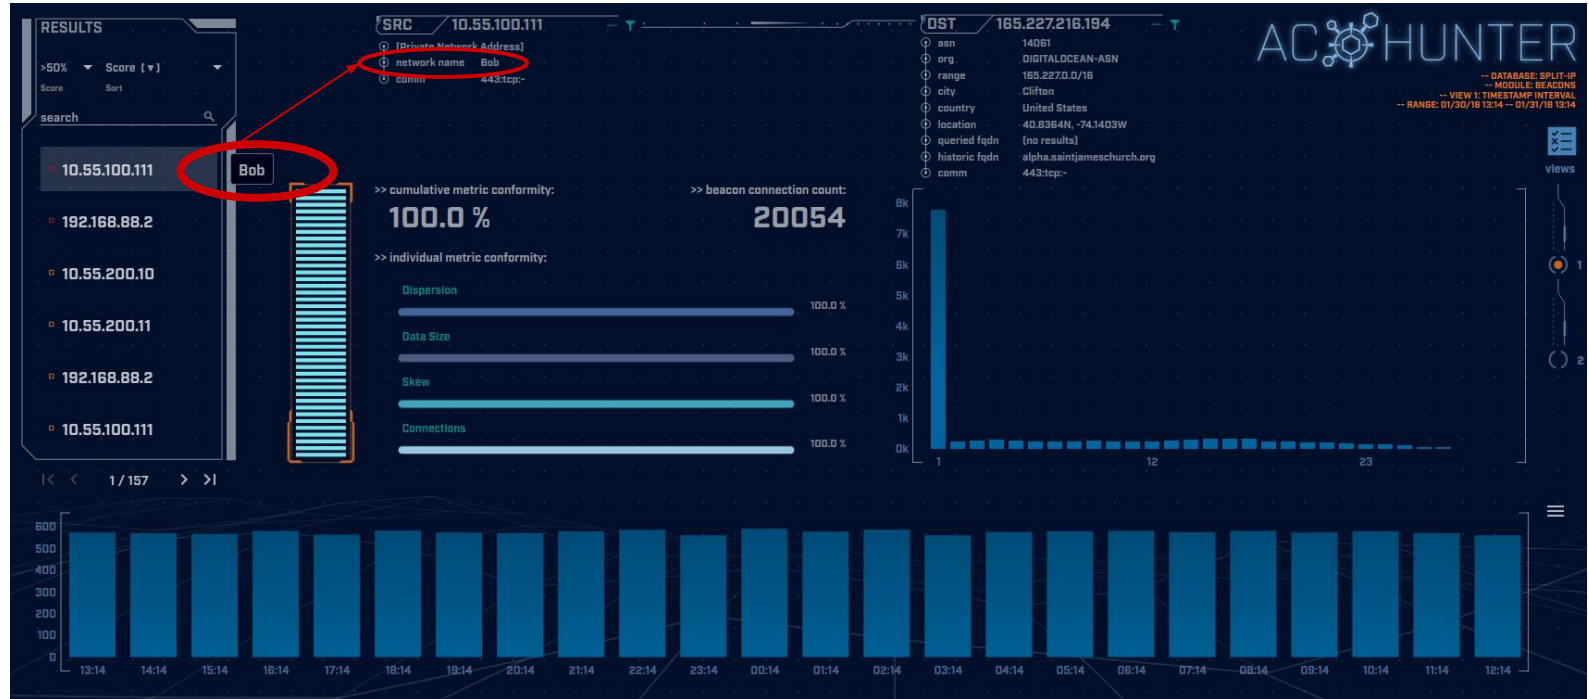 RESULTS
>50% Score (▼)
Score Sort
search
10.55.100.111
Bob
192.168.88.2
10.55.200.10
10.55.200.11
192.168.88.2
10.55.100.111
1 / 157
SRC 10.55.100.111
[Private Network Address]
network name Bob
comm 443:tcp:-
DST 165.227.216.194
asn 14061
org DIGITALOCEAN-ASN
range 165.227.0.0/16
city Clifton
country United States
location 40.8364N, -74.1403W
queried fqdn [no results]
historic fqdn alpha.saintjameschurch.org
comm 443:tcp:-
AC HUNTER
-- DATABASE: SPLIT-IP
-- MODULE: BEACONS
-- VIEW 1: TIMESTAMP INTERVAL
-- RANGE: 01/30/18 13:14 -- 01/31/18 13:14
views
1
2
>> cumulative metric conformity:
100.0 %
>> beacon connection count:
20054
>> individual metric conformity:
Dispersion
100.0 %
Data Size
100.0 %
Skew
100.0 %
Connections
100.0 %
8k
7k
6k
5k
4k
3k
2k
1k
0k
1 12 23
600
500
400
300
200
100
0
13:14 14:14 15:14 16:14 17:14 18:14 19:14 20:14 21:14 22:14 23:14 00:14 01:14 02:14 03:14 04:14 05:14 06:14 07:14 08:14 09:14 10:14 11:14 12:14